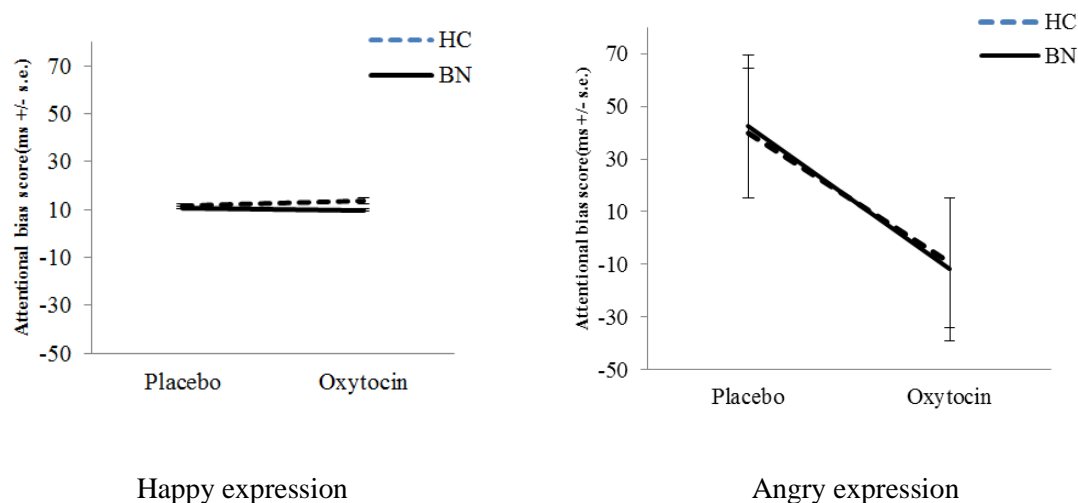 HC
BN
Attentional bias score(ms +/- s.e.)
70
50
30
10
-10
-30
-50
Placebo
Oxytocin
Happy expression
HC
BN
Attentional bias score(ms +/- s.e.)
70
50
30
10
-10
-30
-50
Placebo
Oxytocin
Angry expression